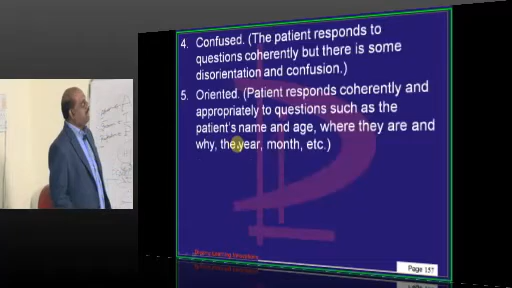 4. Confused. (The patient responds to
questions coherently but there is some
disorientation and confusion.)
5. Oriented. (Patient responds coherently and
appropriately to questions such as the
patient's name and age, where they are and
why, the year, month, etc.)
Page 157